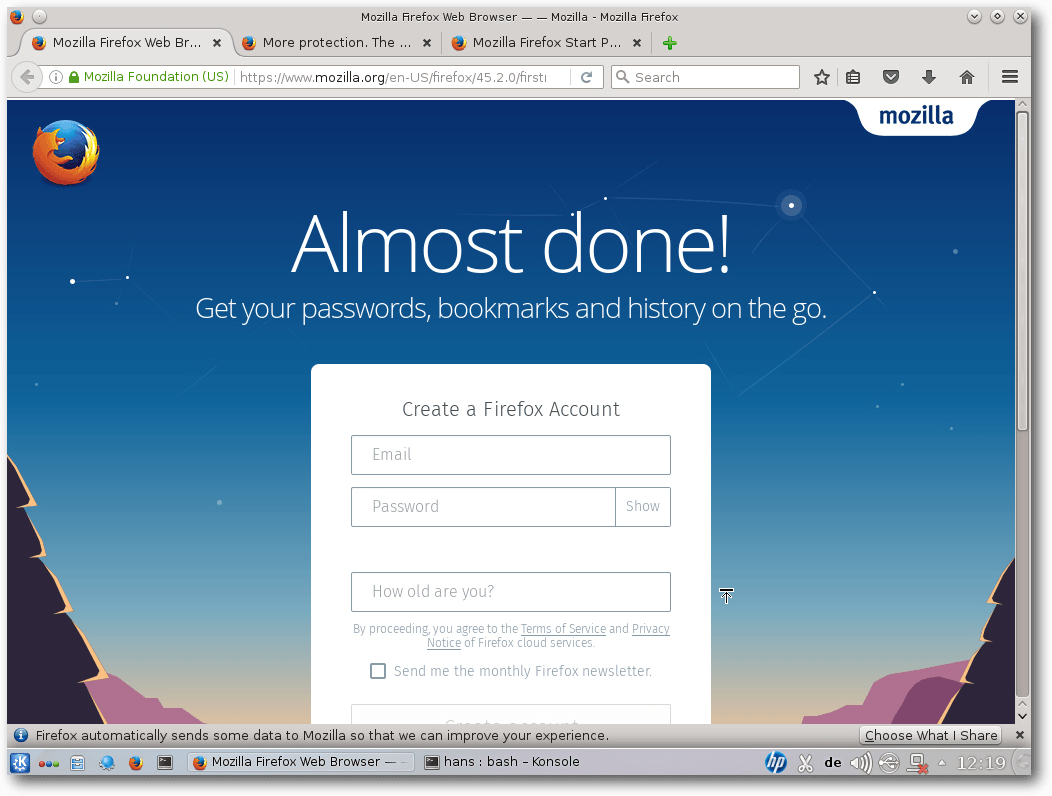 Mozilla Firefox Web Browser — — Mozilla - Mozilla Firefox
Mozilla Firefox Web Br...
More protection. The ...
Mozilla Firefox Start P...
Mozilla Foundation (US)
https://www.mozilla.org/en-US/firefox/45.2.0/firstr
Search
mozilla
Almost done!
Get your passwords, bookmarks and history on the go.
Create a Firefox Account
Email
Password
Show
How old are you?
By proceeding, you agree to the Terms of Service and Privacy
Notice of Firefox cloud services.
Send me the monthly Firefox newsletter.
Create account
Firefox automatically sends some data to Mozilla so that we can improve your experience.
Choose What I Share
Mozilla Firefox Web Browser —
hans : bash – Konsole
hp
de
12:19